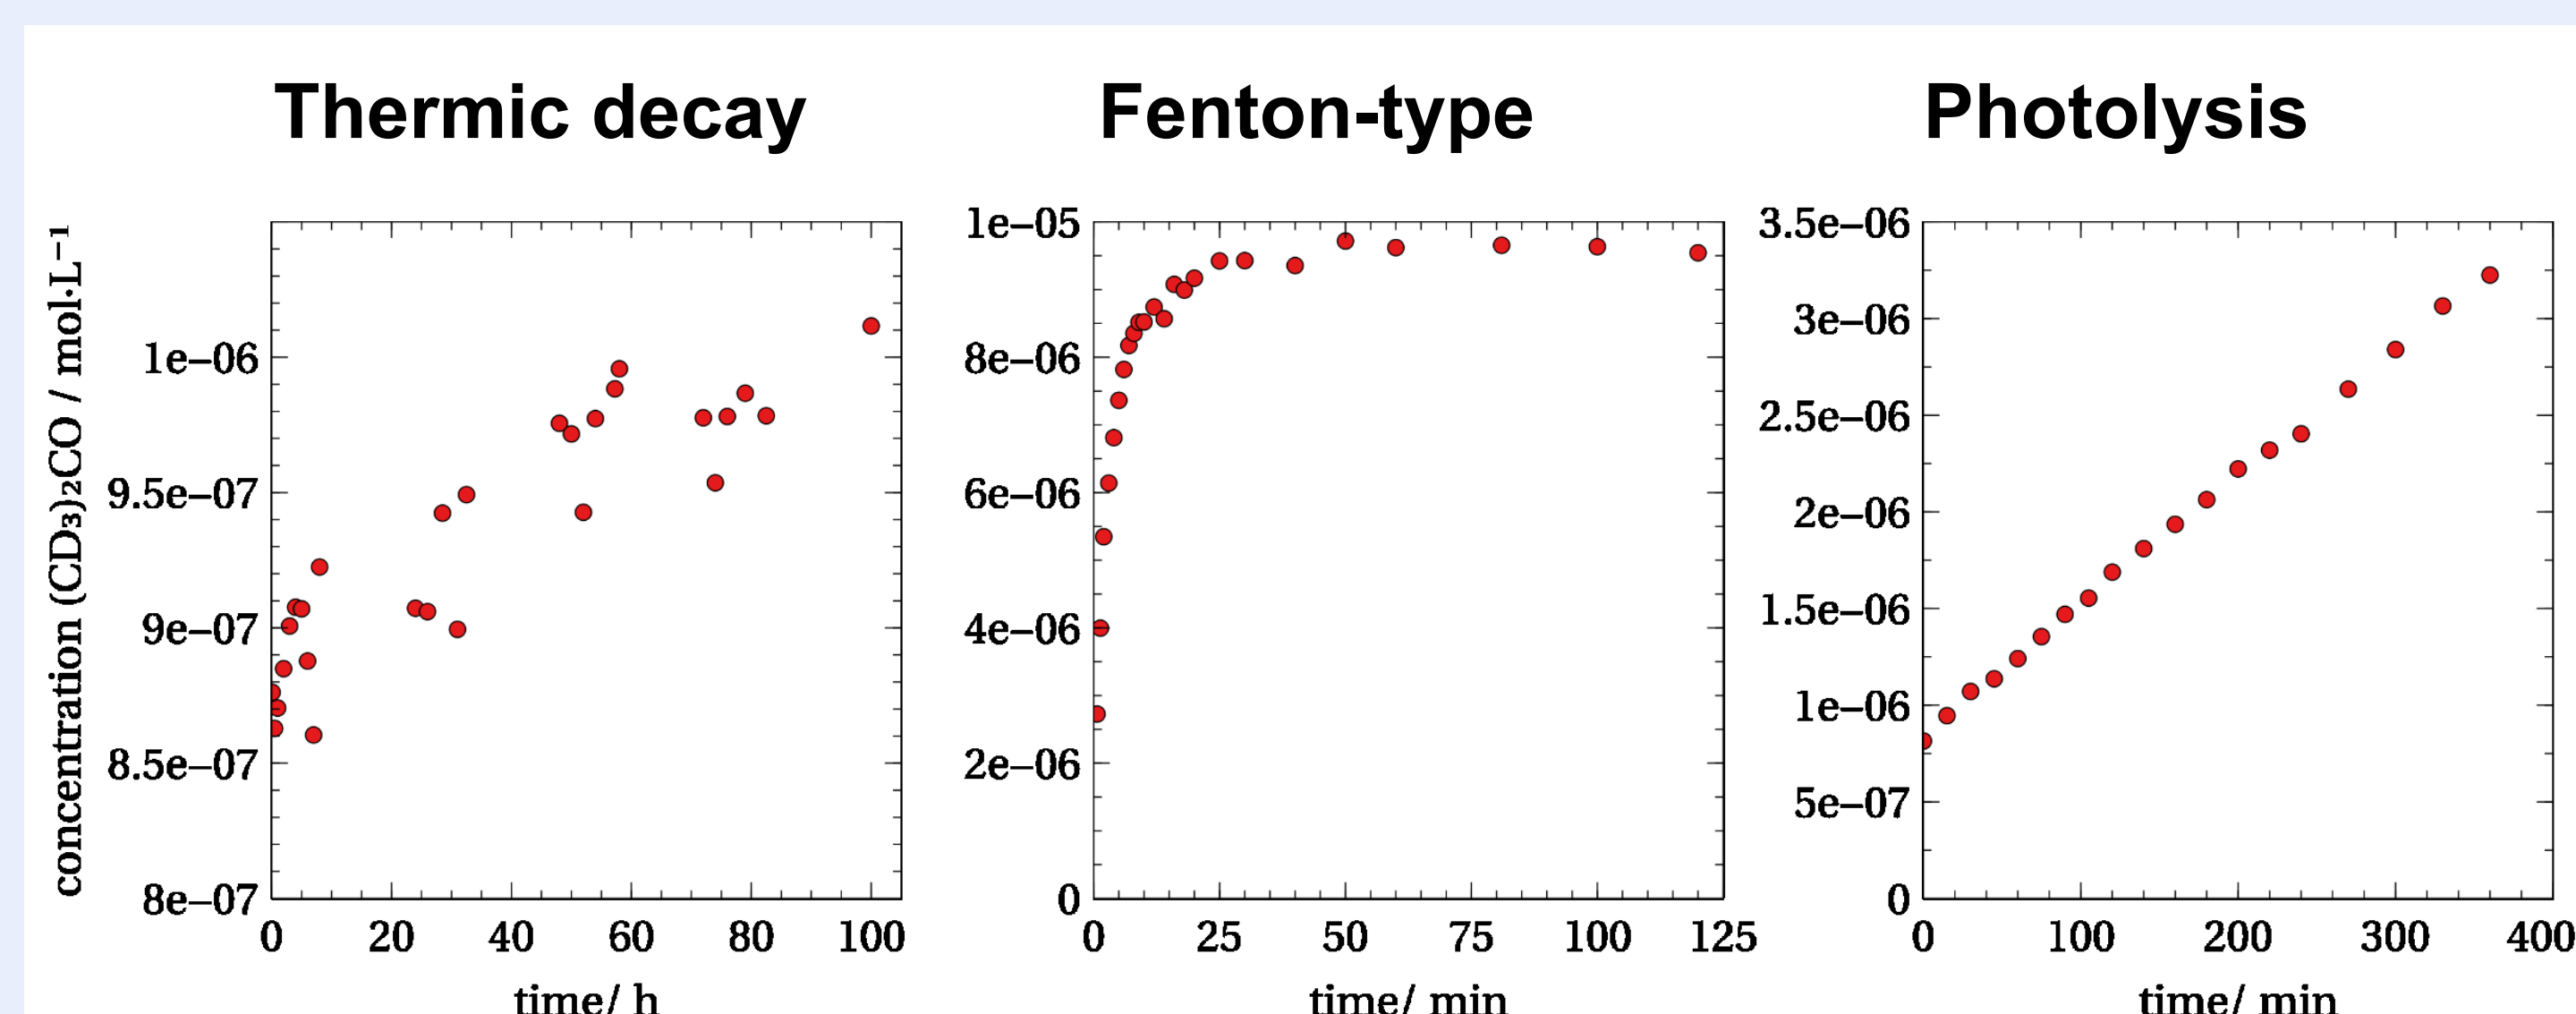 Thermic decay
Fenton-type
Photolysis
concentration ((CD₃)₂CO / mol·L⁻¹
1e–06
9.5e–07
9e–07
8.5e–07
8e–07
0 20 40 60 80 100
time/ h
1e–05
8e–06
6e–06
4e–06
2e–06
0
0 25 50 75 100 125
time/ min
3.5e–06
3e–06
2.5e–06
2e–06
1.5e–06
1e–06
5e–07
0
0 100 200 300 400
time/ min